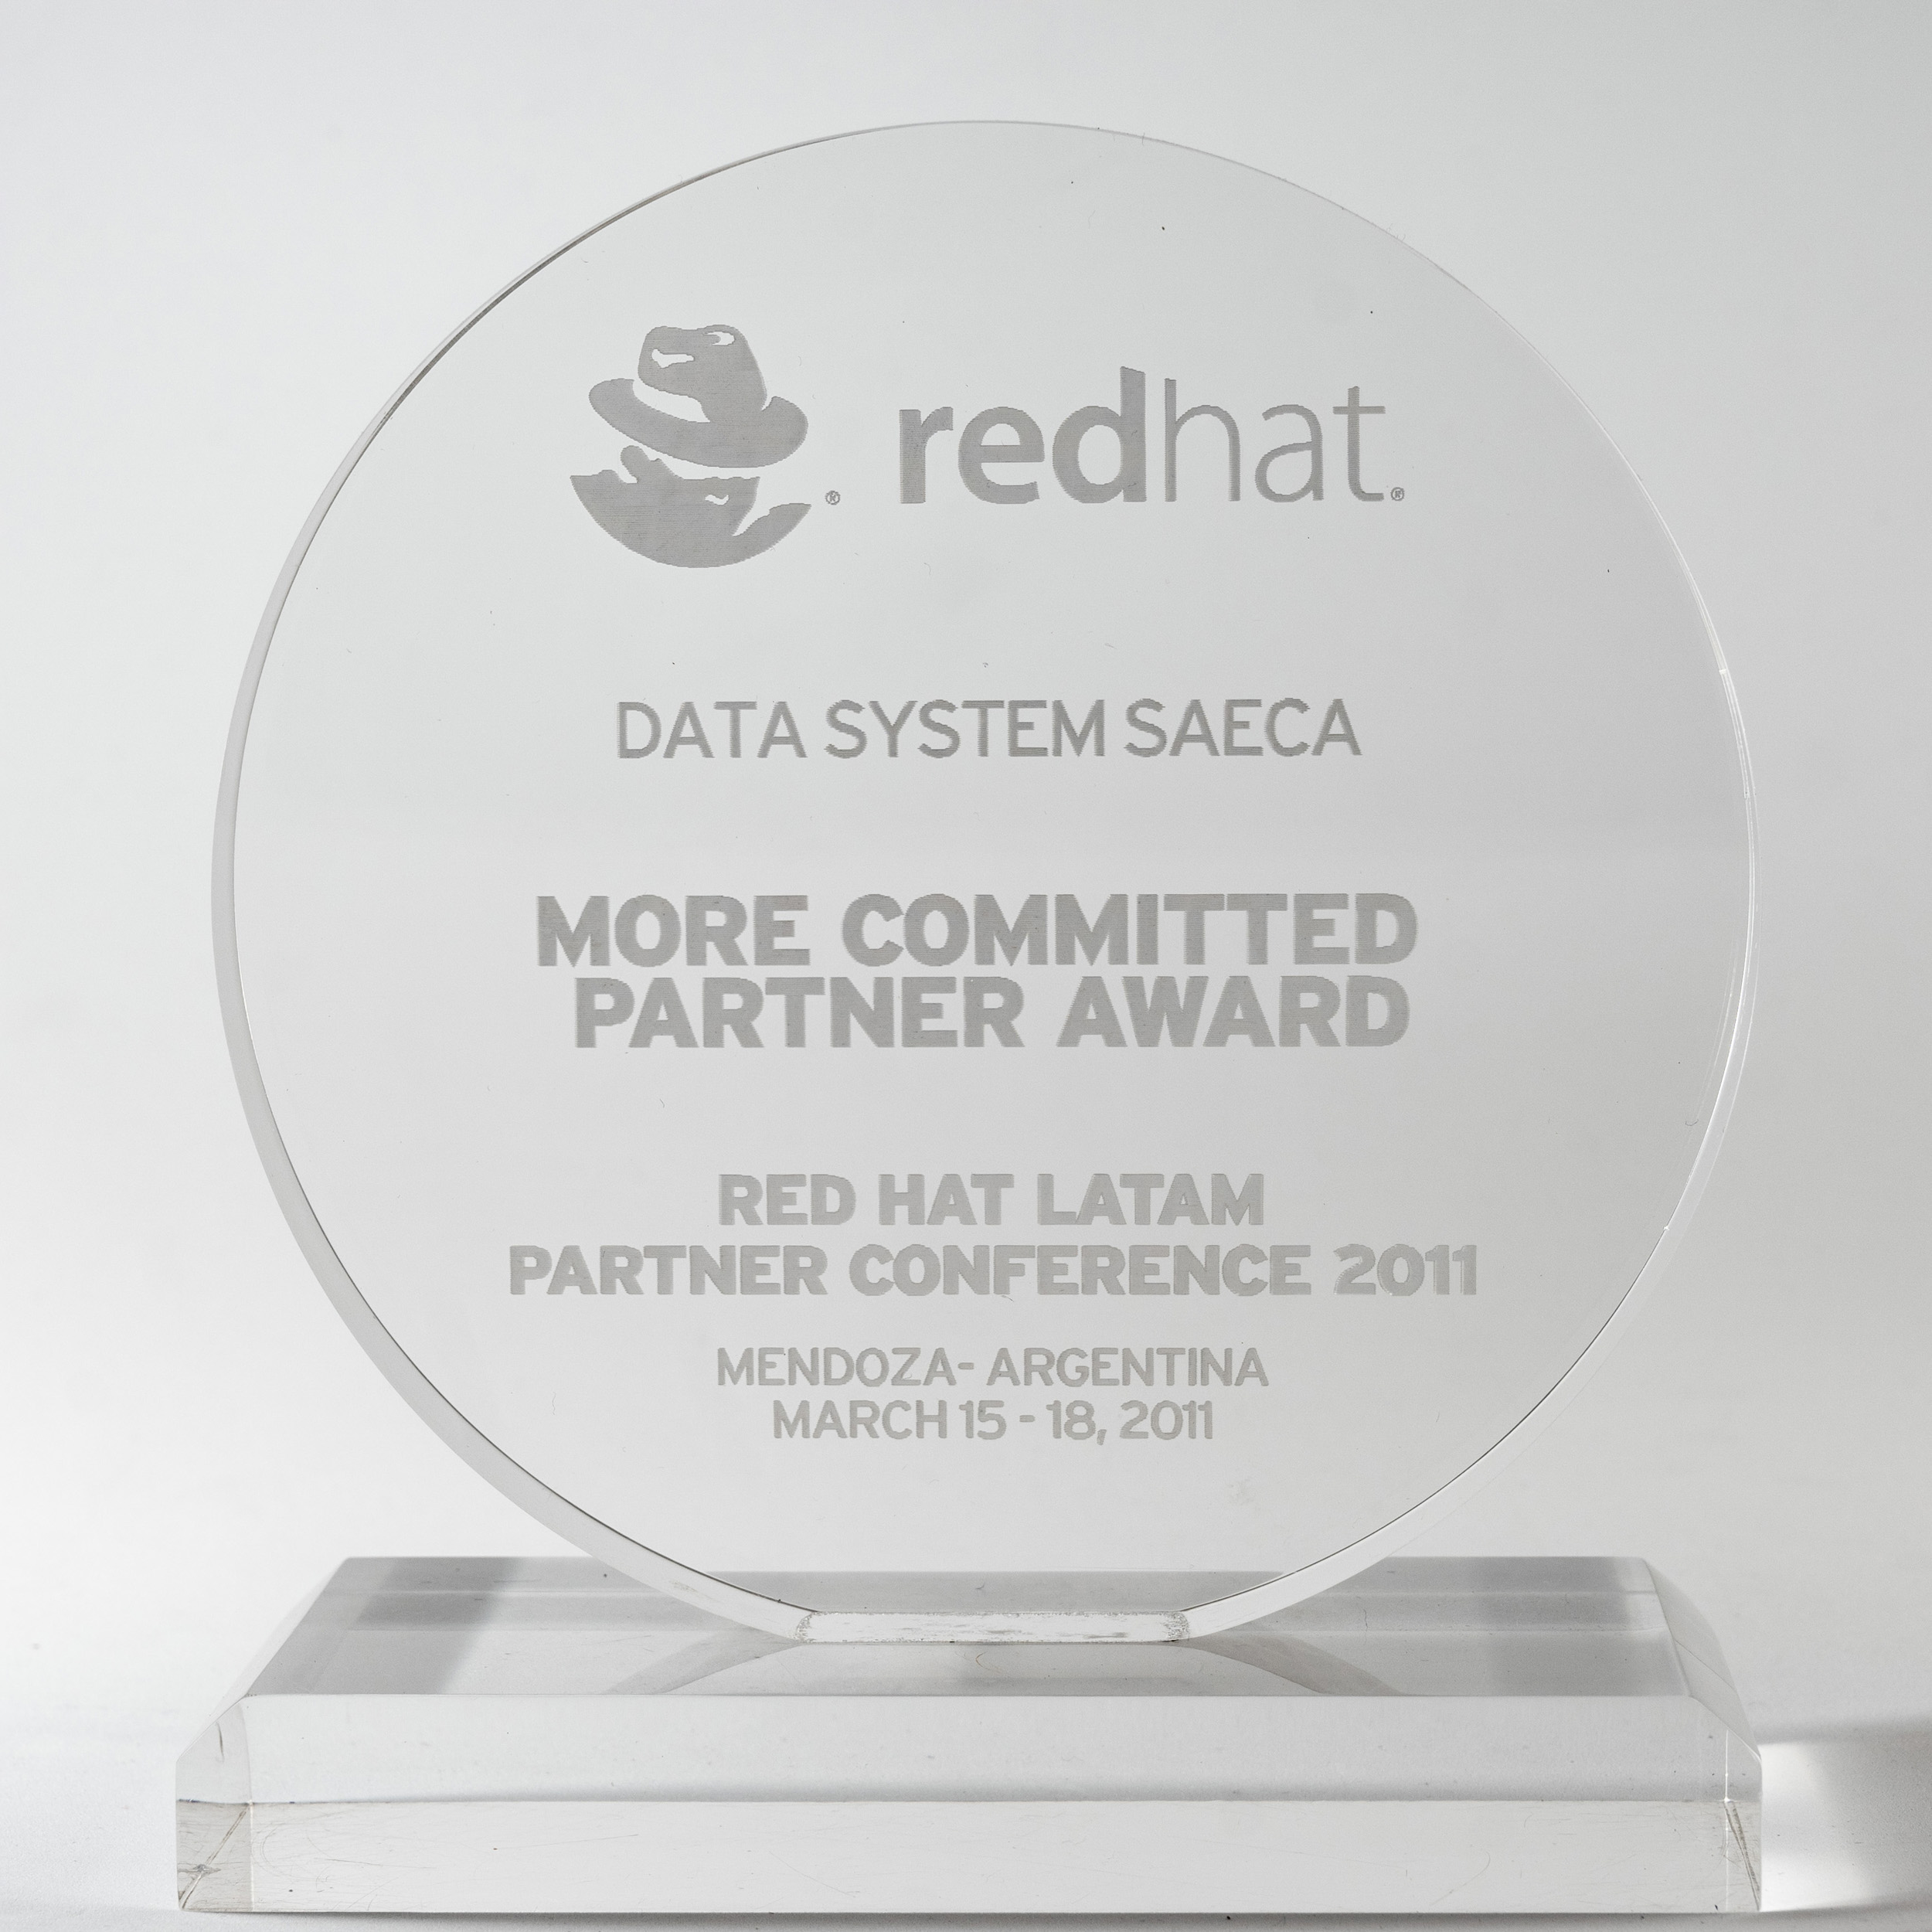 redhat.
DATA SYSTEM SAECA
MORE COMMITTED
PARTNER AWARD
RED HAT LATAM
PARTNER CONFERENCE 2011
MENDOZA- ARGENTINA
MARCH 15 - 18, 2011